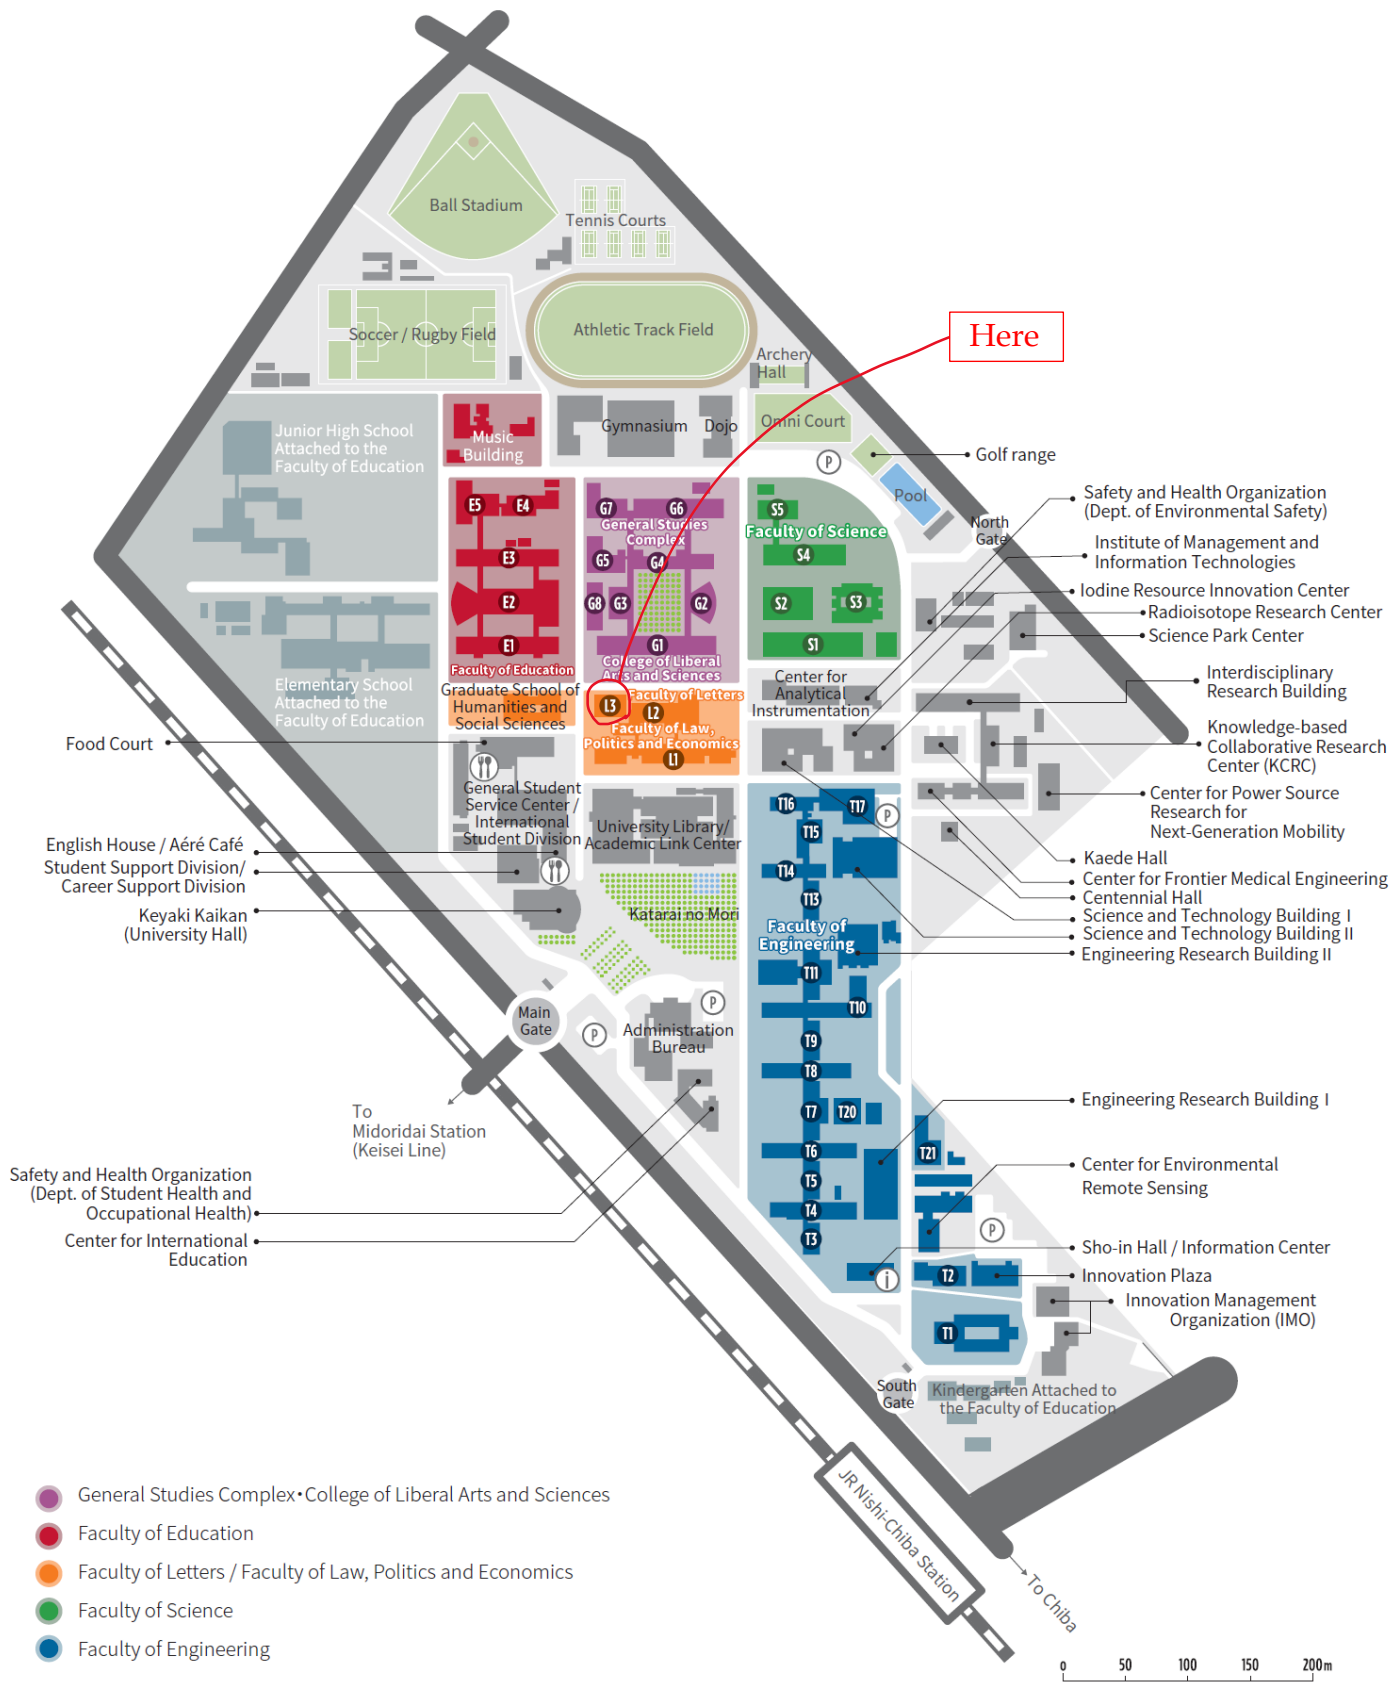 Ball Stadium
Tennis Courts
Soccer / Rugby Field
Athletic Track Field
Here
Archery
Hall
Omni Court
Gymnasium
Dojo
Music
Building
Junior High School
Attached to the
Faculty of Education
P
Golf range
Pool
North
Gate
Safety and Health Organization
(Dept. of Environmental Safety)
Institute of Management and
Information Technologies
Iodine Resource Innovation Center
Radioisotope Research Center
Science Park Center
Interdisciplinary
Research Building
Knowledge-based
Collaborative Research
Center (KCRC)
Center for Power Source
Research for
Next-Generation Mobility
Kaede Hall
Center for Frontier Medical Engineering
Centennial Hall
Science and Technology Building I
Science and Technology Building II
Engineering Research Building II
E5
E4
E3
E2
E1
Faculty of Education
G7
G6
General Studies
Complex
G5
G4
G8
G3
G2
G1
College of Liberal
Arts and Sciences
S5
Faculty of Science
S4
S2
S3
S1
Elementary School
Attached to the
Faculty of Education
Graduate School of
Humanities and
Social Sciences
L3
Faculty of Letters
L2
Faculty of Law,
Politics and Economics
L1
Center for
Analytical
Instrumentation
Food Court
General Student
Service Center /
International
Student Division
University Library/
Academic Link Center
English House / Aéré Café
Student Support Division/
Career Support Division
Keyaki Kaikan
(University Hall)
Katarai no Mori
T16
T17
P
T15
T14
T13
Faculty of
Engineering
T11
T10
T9
T8
T7
T20
T6
T5
T4
T3
T21
Main
Gate
P
P
Administration
Bureau
To
Midoridai Station
(Keisei Line)
Safety and Health Organization
(Dept. of Student Health and
Occupational Health)
Center for International
Education
Engineering Research Building I
Center for Environmental
Remote Sensing
P
Sho-in Hall / Information Center
i
T2
Innovation Plaza
Innovation Management
Organization (IMO)
T1
South
Gate
Kindergarten Attached to
the Faculty of Education
JR Nishi-Chiba Station
To Chiba
General Studies Complex・College of Liberal Arts and Sciences
Faculty of Education
Faculty of Letters / Faculty of Law, Politics and Economics
Faculty of Science
Faculty of Engineering
0 50 100 150 200m